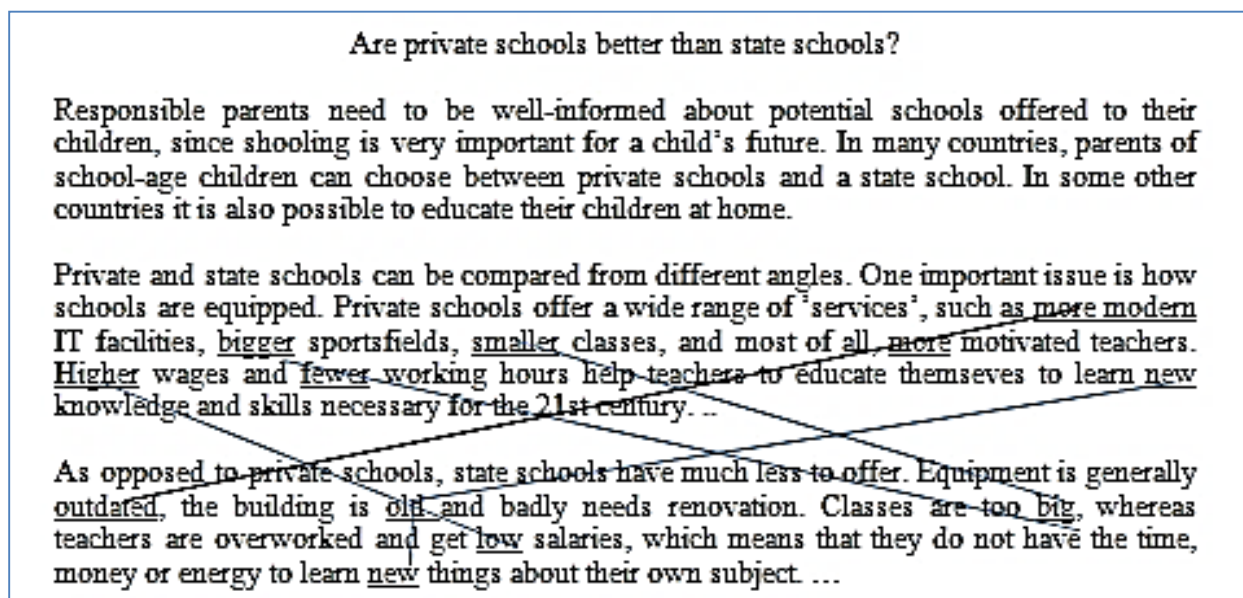 Are private schools better than state schools?
Responsible parents need to be well-informed about potential schools offered to their
children, since shooling is very important for a child's future. In many countries, parents of
school-age children can choose between private schools and a state school. In some other
countries it is also possible to educate their children at home.
Private and state schools can be compared from different angles. One important issue is how
schools are equipped. Private schools offer a wide range of 'services', such as more modern
IT facilities, bigger sportsfields, smaller classes, and most of all, more motivated teachers.
Higher wages and fewer working hours help teachers to educate themseves to learn new
knowledge and skills necessary for the 21st century. ..
As opposed to private schools, state schools have much less to offer. Equipment is generally
outdated, the building is old and badly needs renovation. Classes are too big, whereas
teachers are overworked and get low salaries, which means that they do not have the time,
money or energy to learn new things about their own subject. …